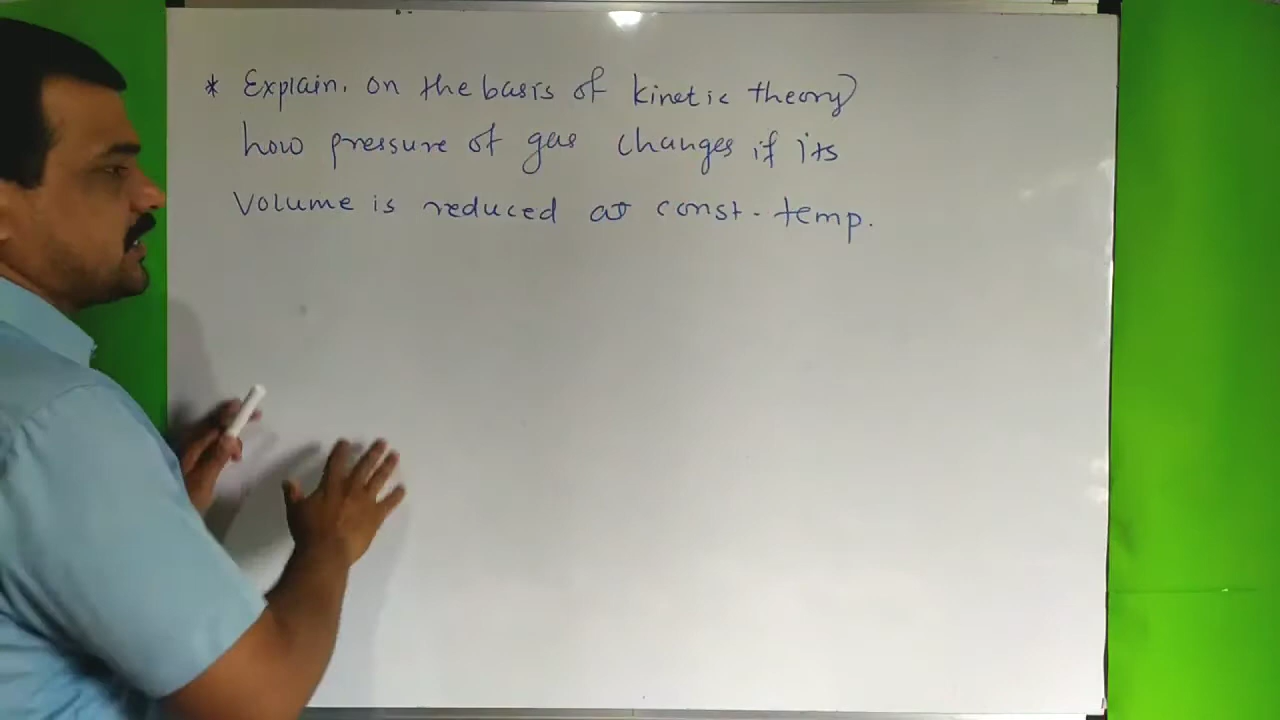 * Explain, on the basis of kinetic theory
how pressure of gas changes if its
volume is reduced at const. temp.